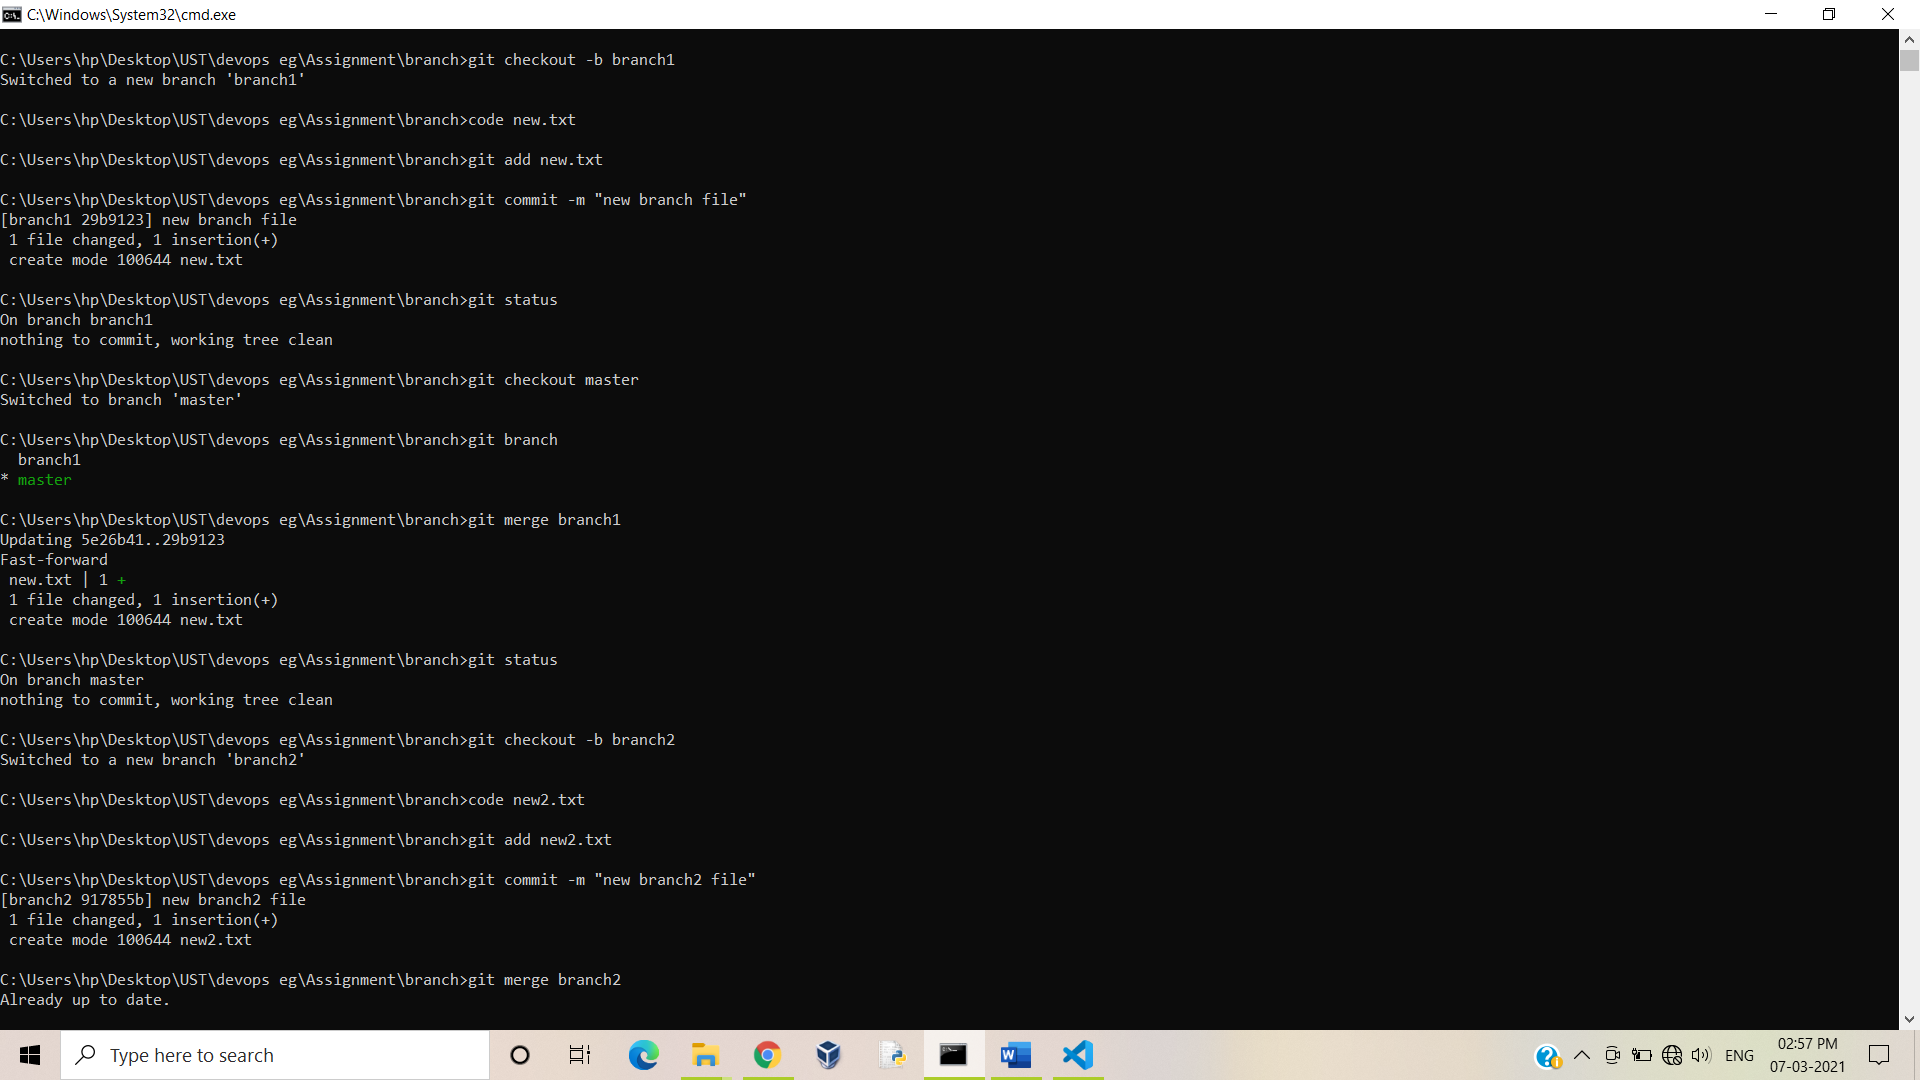 C:\Windows\System32\cmd.exe
C:\Users\hp\Desktop\UST\devops eg\Assignment\branch>git checkout -b branch1
Switched to a new branch 'branch1'
C:\Users\hp\Desktop\UST\devops eg\Assignment\branch>code new.txt
C:\Users\hp\Desktop\UST\devops eg\Assignment\branch>git add new.txt
C:\Users\hp\Desktop\UST\devops eg\Assignment\branch>git commit -m "new branch file"
[branch1 29b9123] new branch file
1 file changed, 1 insertion(+)
create mode 100644 new.txt
C:\Users\hp\Desktop\UST\devops eg\Assignment\branch>git status
On branch branch1
nothing to commit, working tree clean
C:\Users\hp\Desktop\UST\devops eg\Assignment\branch>git checkout master
Switched to branch 'master'
C:\Users\hp\Desktop\UST\devops eg\Assignment\branch>git branch
branch1
* master
C:\Users\hp\Desktop\UST\devops eg\Assignment\branch>git merge branch1
Updating 5e26b41..29b9123
Fast-forward
new.txt | 1 +
1 file changed, 1 insertion(+)
create mode 100644 new.txt
C:\Users\hp\Desktop\UST\devops eg\Assignment\branch>git status
On branch master
nothing to commit, working tree clean
C:\Users\hp\Desktop\UST\devops eg\Assignment\branch>git checkout -b branch2
Switched to a new branch 'branch2'
C:\Users\hp\Desktop\UST\devops eg\Assignment\branch>code new2.txt
C:\Users\hp\Desktop\UST\devops eg\Assignment\branch>git add new2.txt
C:\Users\hp\Desktop\UST\devops eg\Assignment\branch>git commit -m "new branch2 file"
[branch2 917855b] new branch2 file
1 file changed, 1 insertion(+)
create mode 100644 new2.txt
C:\Users\hp\Desktop\UST\devops eg\Assignment\branch>git merge branch2
Already up to date.
Type here to search
ENG
02:57 PM
07-03-2021